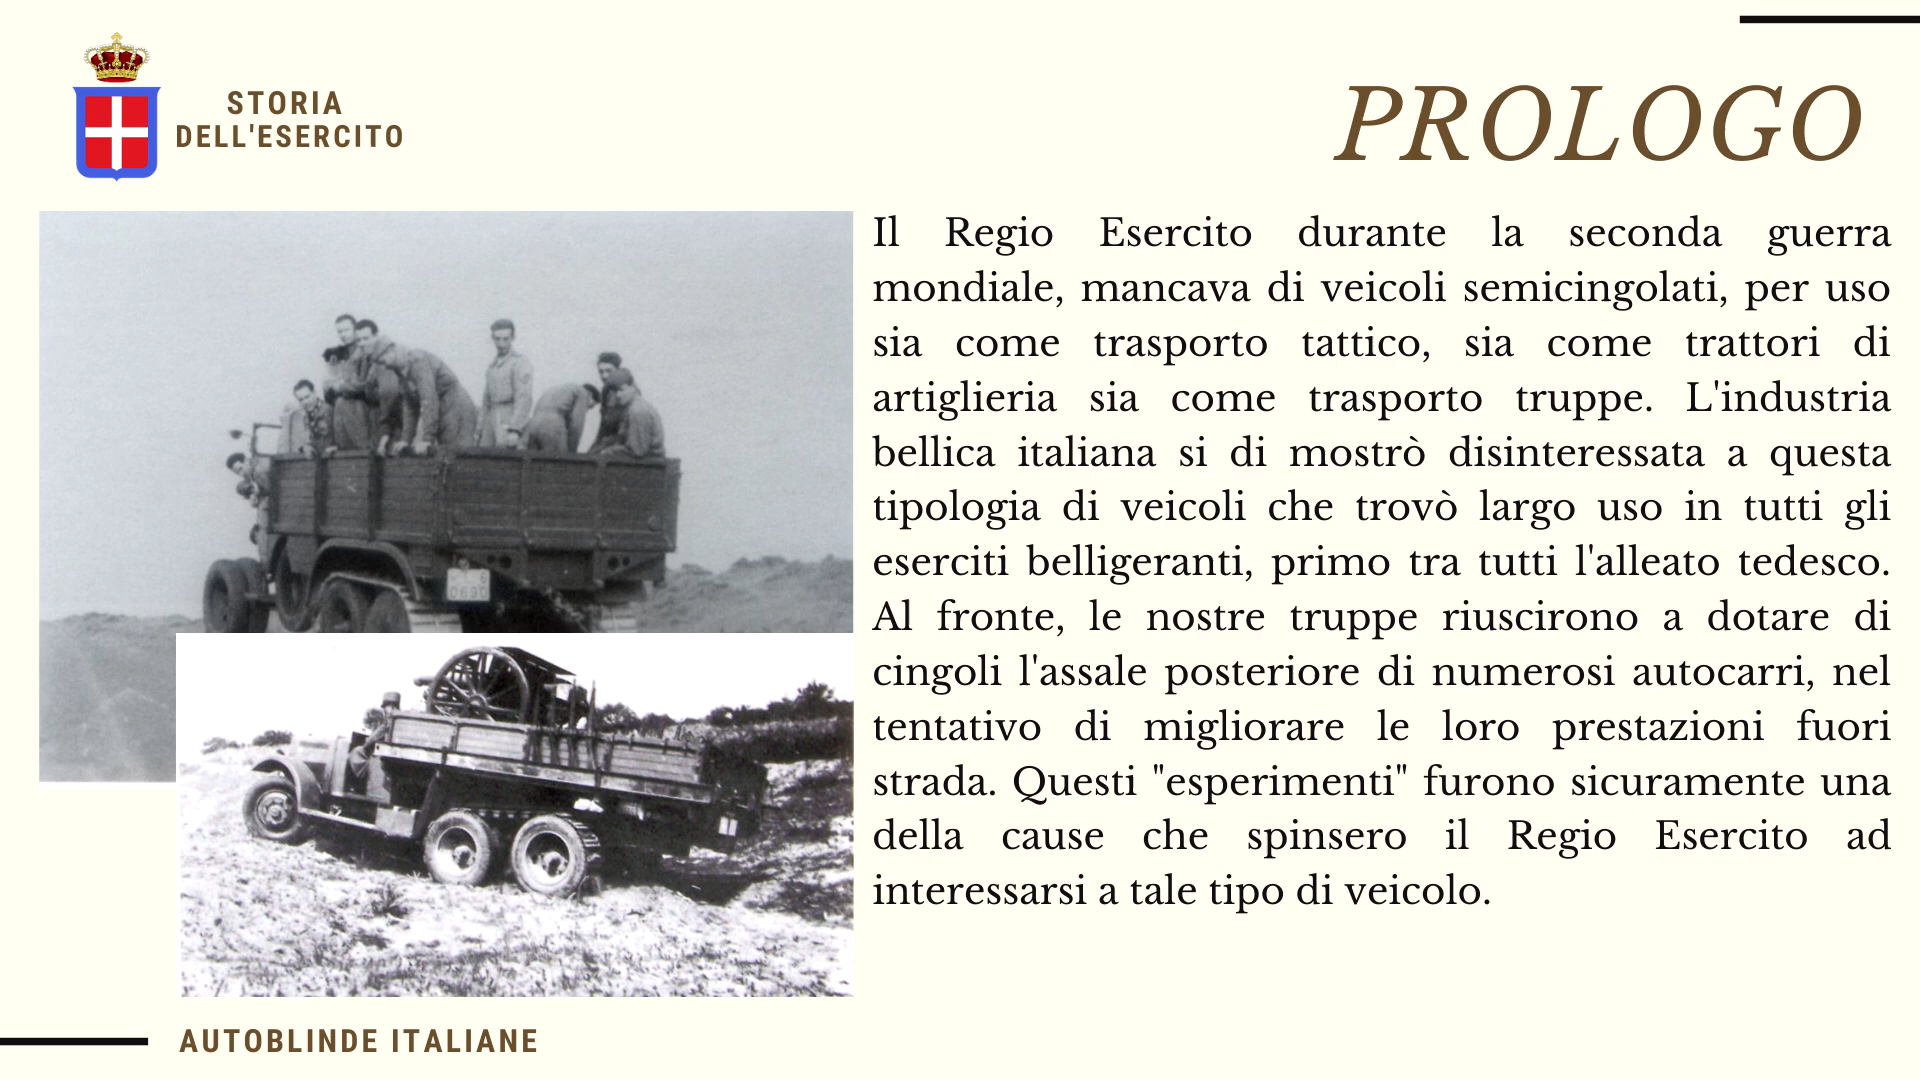 STORIA
DELL'ESERCITO
PROLOGO
Il Regio Esercito durante la seconda guerra
mondiale, mancava di veicoli semicingolati, per uso
sia come trasporto tattico, sia come trattori di
artiglieria sia come trasporto truppe. L'industria
bellica italiana si di mostrò disinteressata a questa
tipologia di veicoli che trovò largo uso in tutti gli
eserciti belligeranti, primo tra tutti l'alleato tedesco.
Al fronte, le nostre truppe riuscirono a dotare di
cingoli l'assale posteriore di numerosi autocarri, nel
tentativo di migliorare le loro prestazioni fuori
strada. Questi "esperimenti" furono sicuramente una
della cause che spinsero il Regio Esercito ad
interessarsi a tale tipo di veicolo.
AUTOBLINDE ITALIANE